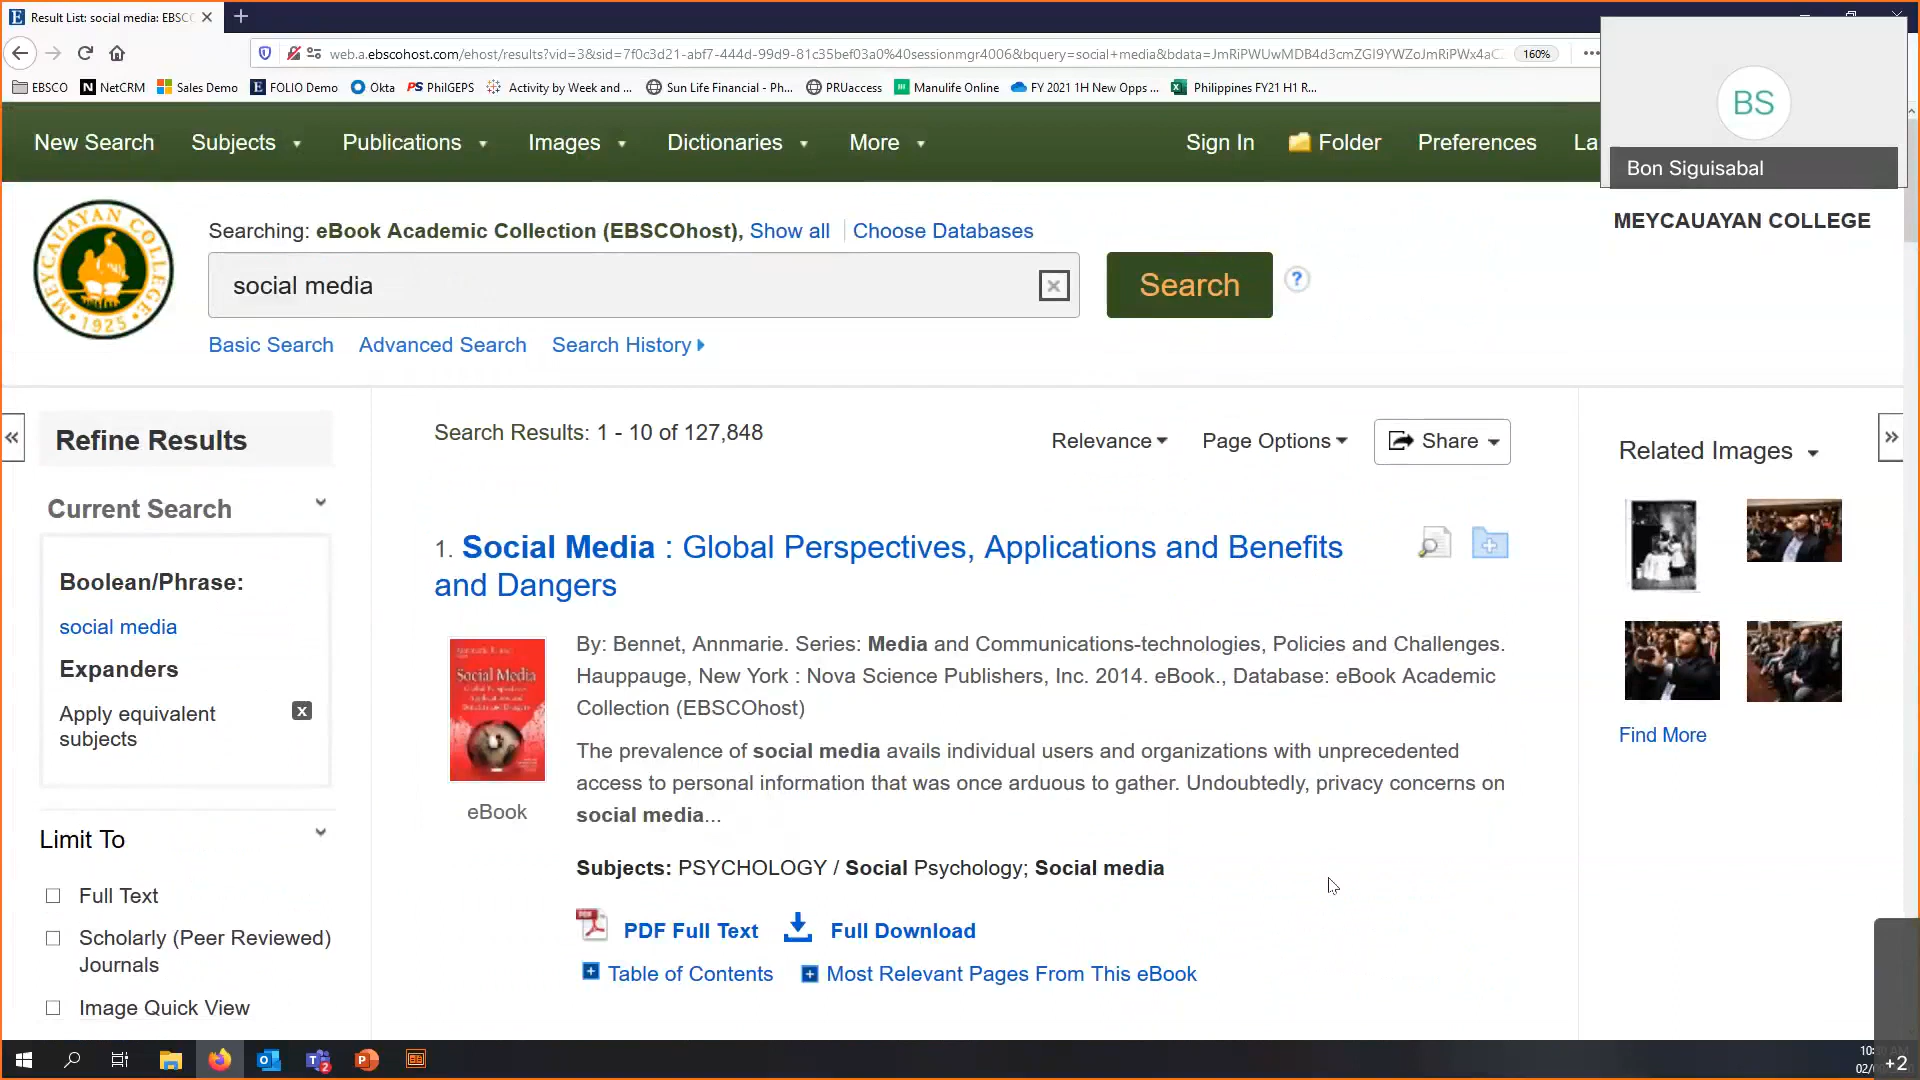 Result List: social media: EBSC
web.a.ebscohost.com/ehost/results?vid=3&sid=7f0c3d21-abf7-444d-99d9-81c35bef03a0%40sessionmgr4006&bquery=social+media&bdata=JmRiPWUwMDB4d3cmZGI9YWZoJmRiPWx4aC
160%
EBSCO NetCRM Sales Demo FOLIO Demo Okta PhilGEPS Activity by Week and ... Sun Life Financial - Ph... PRUaccess Manulife Online FY 2021 1H New Opps ... Philippines FY21 H1 R...
New Search Subjects Publications Images Dictionaries More Sign In Folder Preferences La
BS
Bon Siguisabal
MEYCAUAYAN COLLEGE
MEYCAUAYAN COLLEGE
1925
Searching: eBook Academic Collection (EBSCOhost), Show all Choose Databases
social media
Search
?
Basic Search Advanced Search Search History
Refine Results
Current Search
Boolean/Phrase:
social media
Expanders
Apply equivalent
subjects
Limit To
Full Text
Scholarly (Peer Reviewed)
Journals
Image Quick View
Search Results: 1 - 10 of 127,848
Relevance Page Options Share
1. Social Media : Global Perspectives, Applications and Benefits
and Dangers
Social Media
eBook
By: Bennet, Annmarie. Series: Media and Communications-technologies, Policies and Challenges.
Hauppauge, New York : Nova Science Publishers, Inc. 2014. eBook., Database: eBook Academic
Collection (EBSCOhost)
The prevalence of social media avails individual users and organizations with unprecedented
access to personal information that was once arduous to gather. Undoubtedly, privacy concerns on
social media...
Subjects: PSYCHOLOGY / Social Psychology; Social media
PDF Full Text Full Download
Table of Contents Most Relevant Pages From This eBook
Related Images
Find More
10:
02/
+2